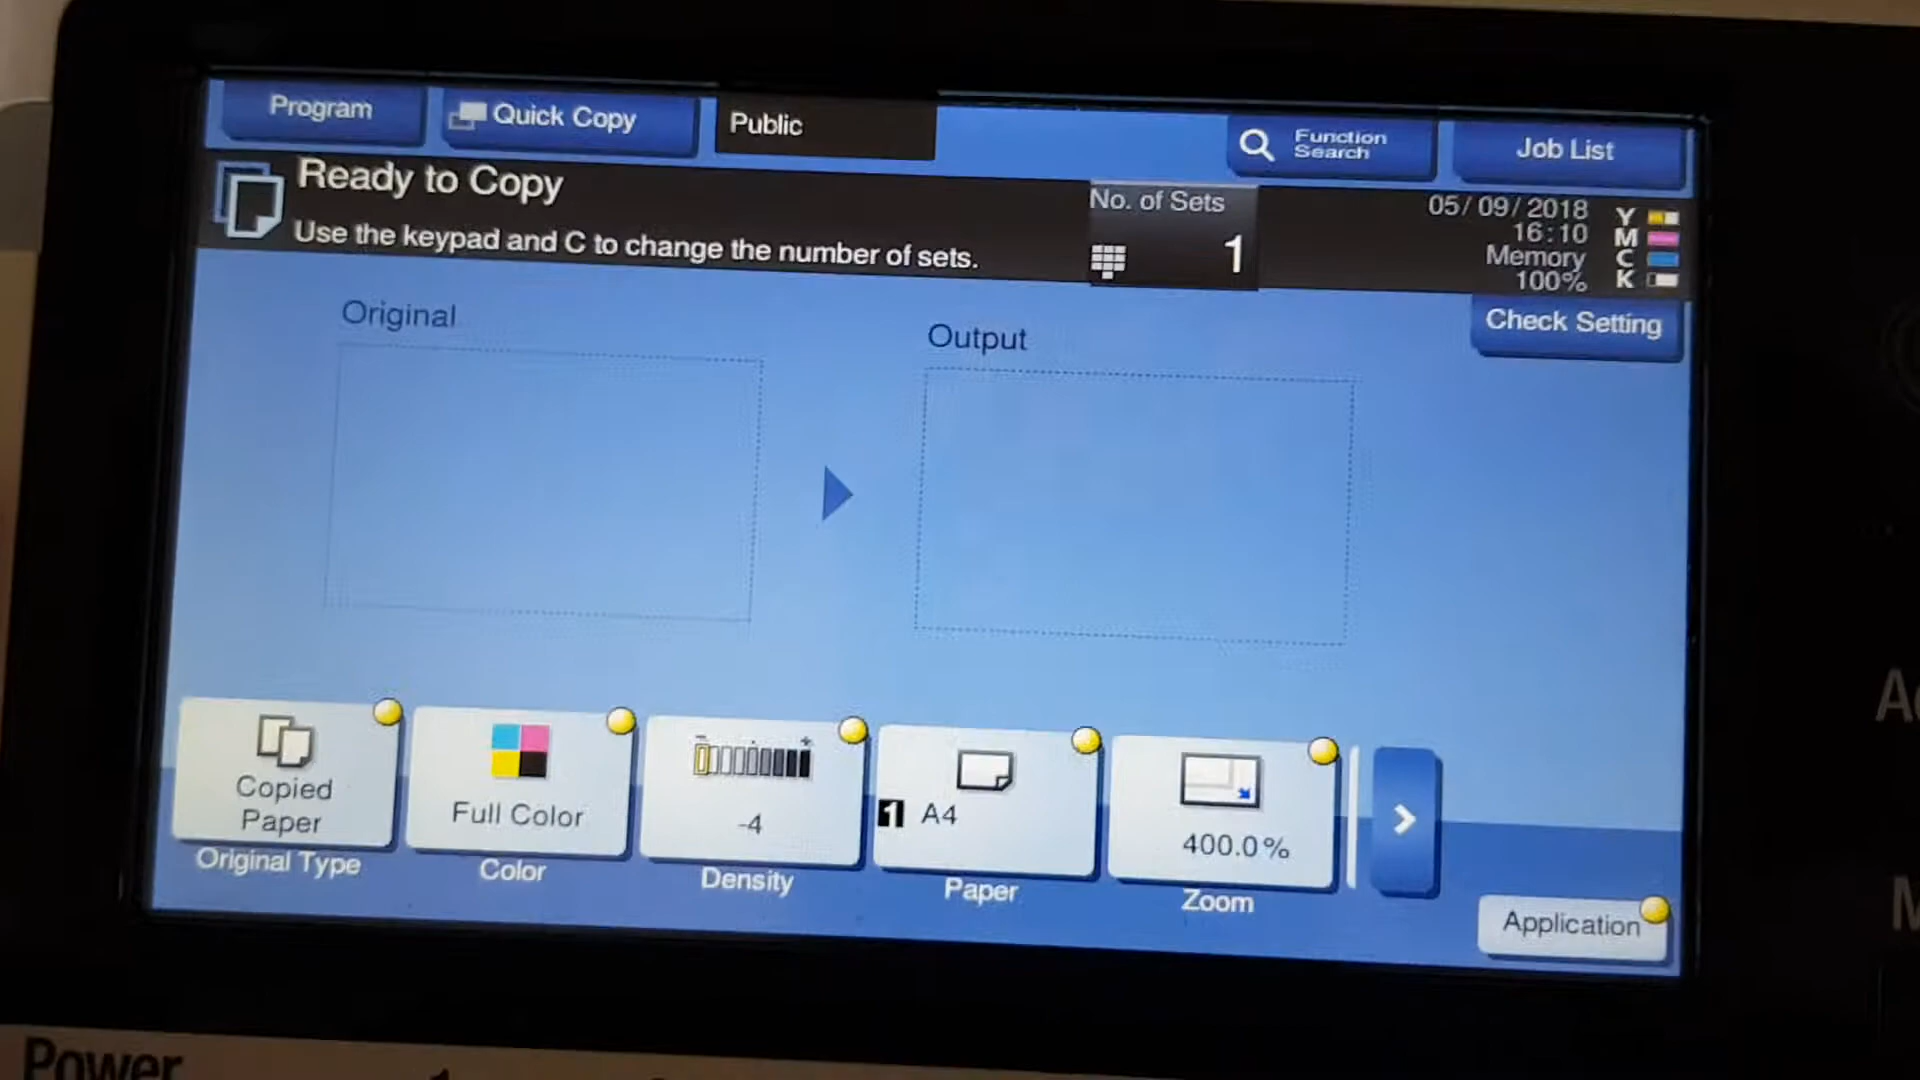 Program
Quick Copy
Public
Function
Search
Job List
Ready to Copy
Use the keypad and C to change the number of sets.
No. of Sets
1
05/09/2018
16:10
Memory
100%
Y
M
C
K
Check Setting
Original
Output
Copied
Paper
Original Type
Full Color
Color
- +
-4
Density
1 A4
Paper
400.0%
Zoom
Application
Power